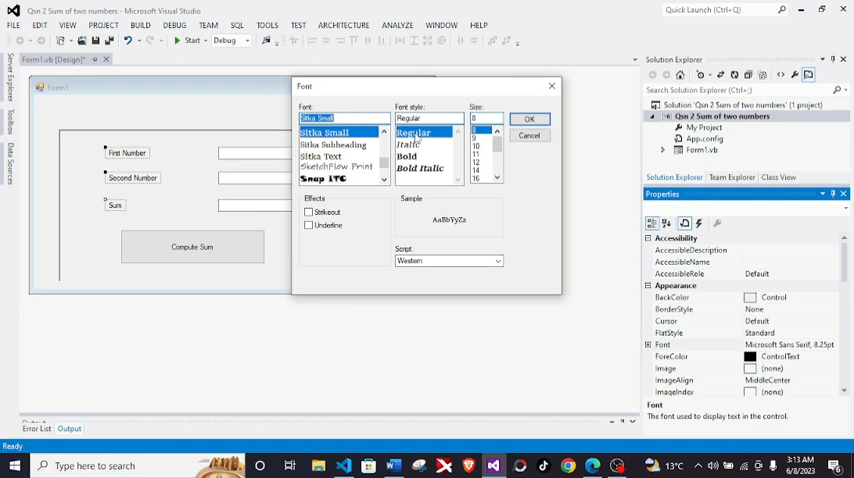 Qsn 2 Sum of two numbers - Microsoft Visual Studio
Quick Launch (Ctrl+;)
FILE EDIT VIEW PROJECT BUILD DEBUG TEAM SQL TOOLS TEST ARCHITECTURE ANALYZE WINDOW HELP
Start Debug
Form1.vb [Design]*
Server Explorer
Toolbox
Data Sources
Form1
First Number
Second Number
Sum
Compute Sum
Font
Font: Font style: Size:
Sitka Small Regular 8
Sitka Small Regular 8
Sitka Subheading Italic 9
Sitka Text Bold 10
SketchFlow Print Bold Italic 11
Snap ITC 12
14
16
OK
Cancel
Effects
Strikeout
Underline
Sample
AaBbYyZz
Script:
Western
Solution Explorer
Search Solution Explorer (Ctrl+;)
Solution 'Qsn 2 Sum of two numbers' (1 project)
Qsn 2 Sum of two numbers
My Project
App.config
Form1.vb
Solution Explorer Team Explorer Class View
Properties
Accessibility
AccessibleDescription
AccessibleName
AccessibleRole Default
Appearance
BackColor Control
BorderStyle None
Cursor Default
FlatStyle Standard
Font Microsoft Sans Serif, 8.25pt
ForeColor ControlText
Image (none)
ImageAlign MiddleCenter
ImageIndex (none)
Font
The font used to display text in the control.
Output
Error List Output
Ready
Type here to search
13°C
3:13 AM
6/8/2023
6